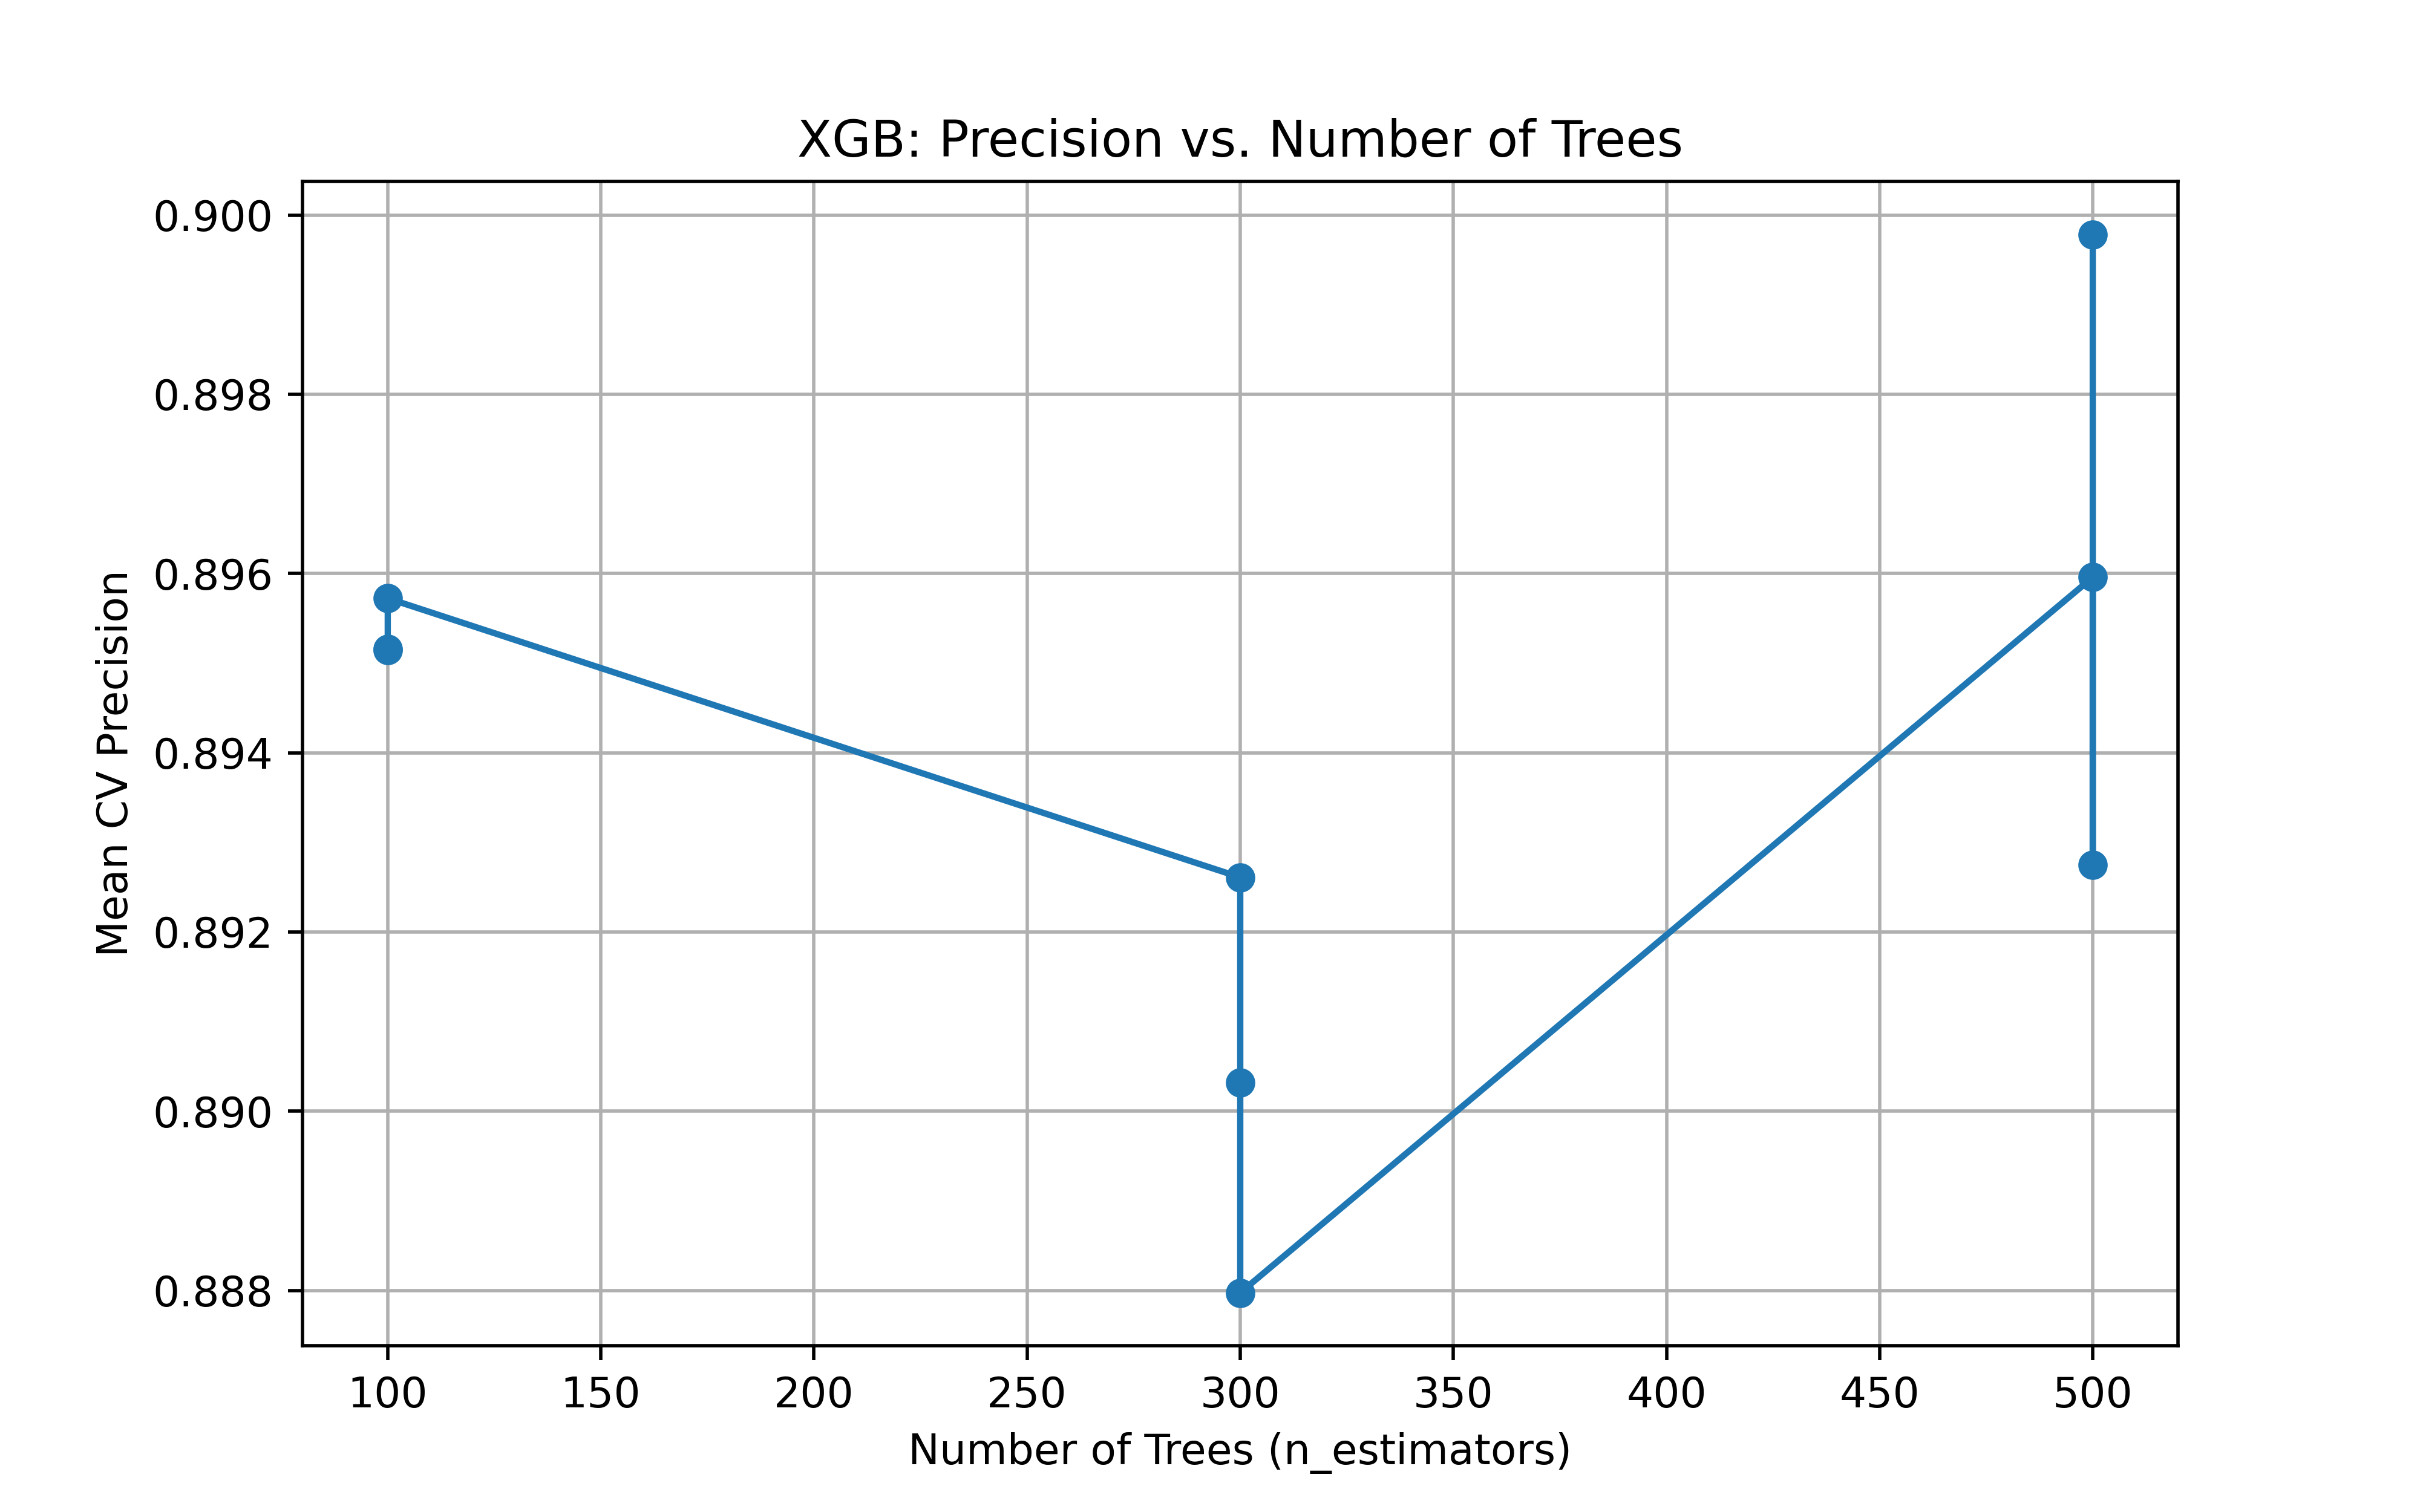 XGB: Precision vs. Number of Trees
Mean CV Precision
0.900
0.898
0.896
0.894
0.892
0.890
0.888
100 150 200 250 300 350 400 450 500
Number of Trees (n_estimators)